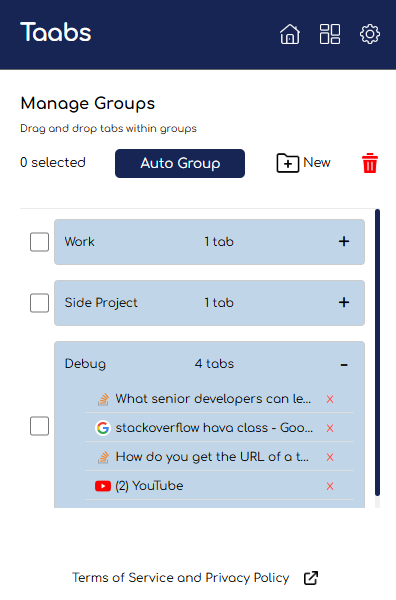 Taabs
Manage Groups
Drag and drop tabs within groups
0 selected Auto Group New
Work 1 tab +
Side Project 1 tab +
Debug 4 tabs -
What senior developers can le... X
stackoverflow hava class - Goo... X
How do you get the URL of a t... X
(2) YouTube X
Terms of Service and Privacy Policy